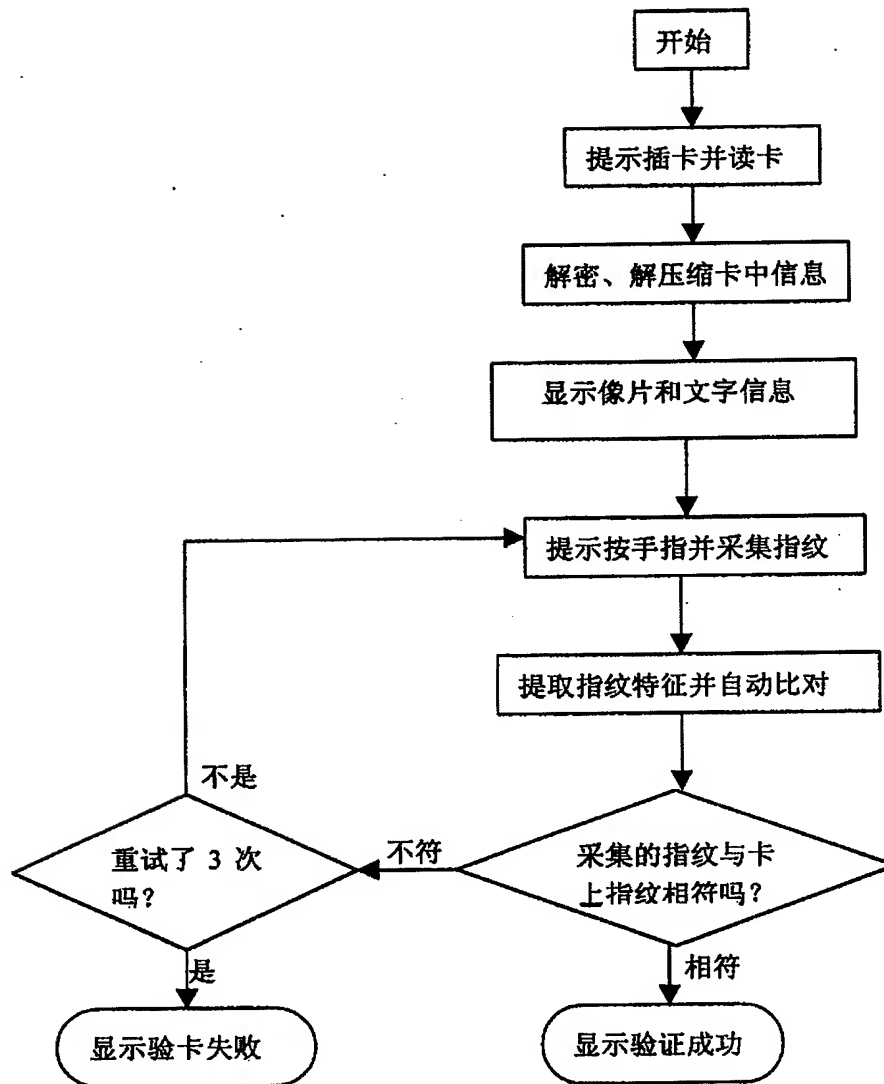 开始
提示插卡并读卡
解密、解压缩卡中信息
显示像片和文字信息
提示按手指并采集指纹
提取指纹特征并自动比对
不是
重试了 3 次
吗?
不符
采集的指纹与卡
上指纹相符吗?
是
相符
显示验卡失败
显示验证成功